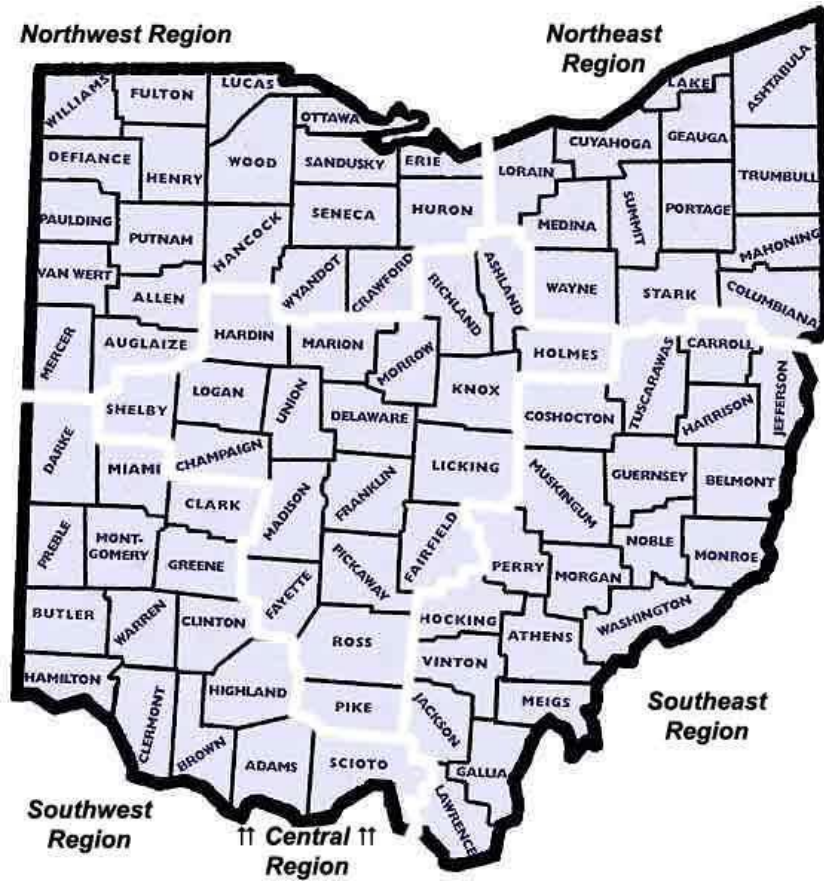 Northwest Region
Northeast
Region
WILLIAMS
FULTON
LUCAS
OTTAWA
LAKE
ASHTABULA
DEFIANCE
HENRY
WOOD
SANDUSKY
ERIE
LORAIN
CUYAHOGA
GEAUGA
TRUMBULL
PAULDING
PUTNAM
HANCOCK
SENECA
HURON
MEDINA
SUMMIT
PORTAGE
MAHONING
VAN WERT
ALLEN
WYANDOT
CRAWFORD
RICHLAND
ASHLAND
WAYNE
STARK
COLUMBIANA
MERCER
AUGLAIZE
HARDIN
MARION
MORROW
HOLMES
TUSCARAWAS
CARROLL
JEFFERSON
SHELBY
LOGAN
UNION
DELAWARE
KNOX
COSHOCTON
HARRISON
DARKE
MIAMI
CHAMPAIGN
LICKING
MUSKINGUM
GUERNSEY
BELMONT
CLARK
MADISON
FRANKLIN
FAIRFIELD
PREBLE
MONT-
GOMERY
GREENE
FAYETTE
PICKAWAY
PERRY
MORGAN
NOBLE
MONROE
BUTLER
WARREN
CLINTON
ROSS
HOCKING
ATHENS
WASHINGTON
HAMILTON
CLERMONT
BROWN
HIGHLAND
PIKE
VINTON
JACKSON
MEIGS
Southeast
Region
ADAMS
SCIOTO
GALLIA
LAWRENCE
Southwest
Region
⇈ Central ⇈
Region